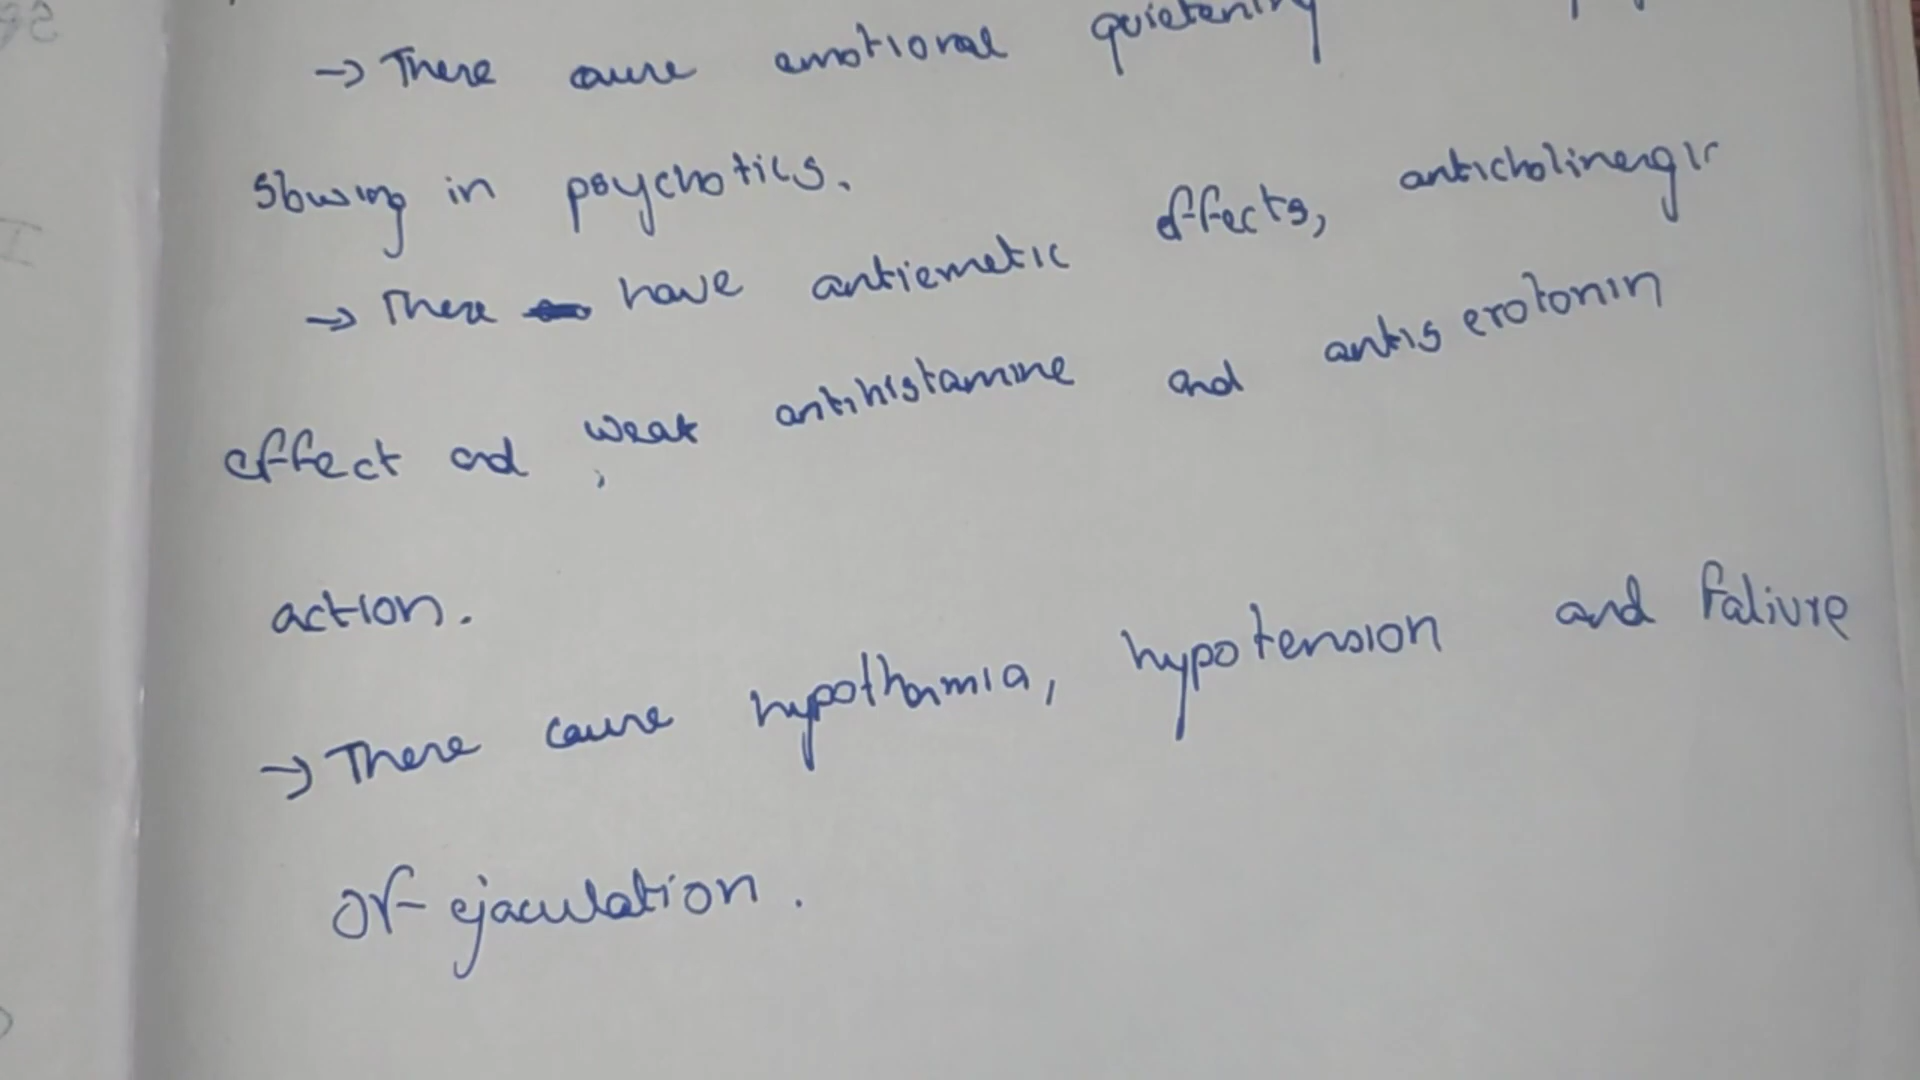 → These cause emotional quietening
Slowing in psychotics.
→ These have antiemetic effects, anticholinergic
effect and, weak antihistamine and antiserotonin
action.
→ These cause hypothermia, hypotension and faliure
of ejaculation.